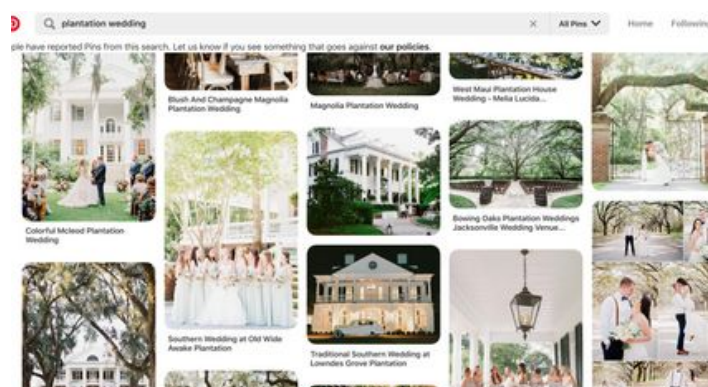 plantation wedding
All Pins
Home
Following
ple have reported Pins from this search. Let us know if you see something that goes against our policies.
Blush And Champagne Magnolia
Plantation Wedding
Magnolia Plantation Wedding
West Maui Plantation House
Wedding - Melia Lucida...
Colorful Mcleod Plantation
Wedding
Bowing Oaks Plantation Weddings
Jacksonville Wedding Venue...
Southern Wedding at Old Wide
Awake Plantation
Traditional Southern Wedding at
Lowndes Grove Plantation